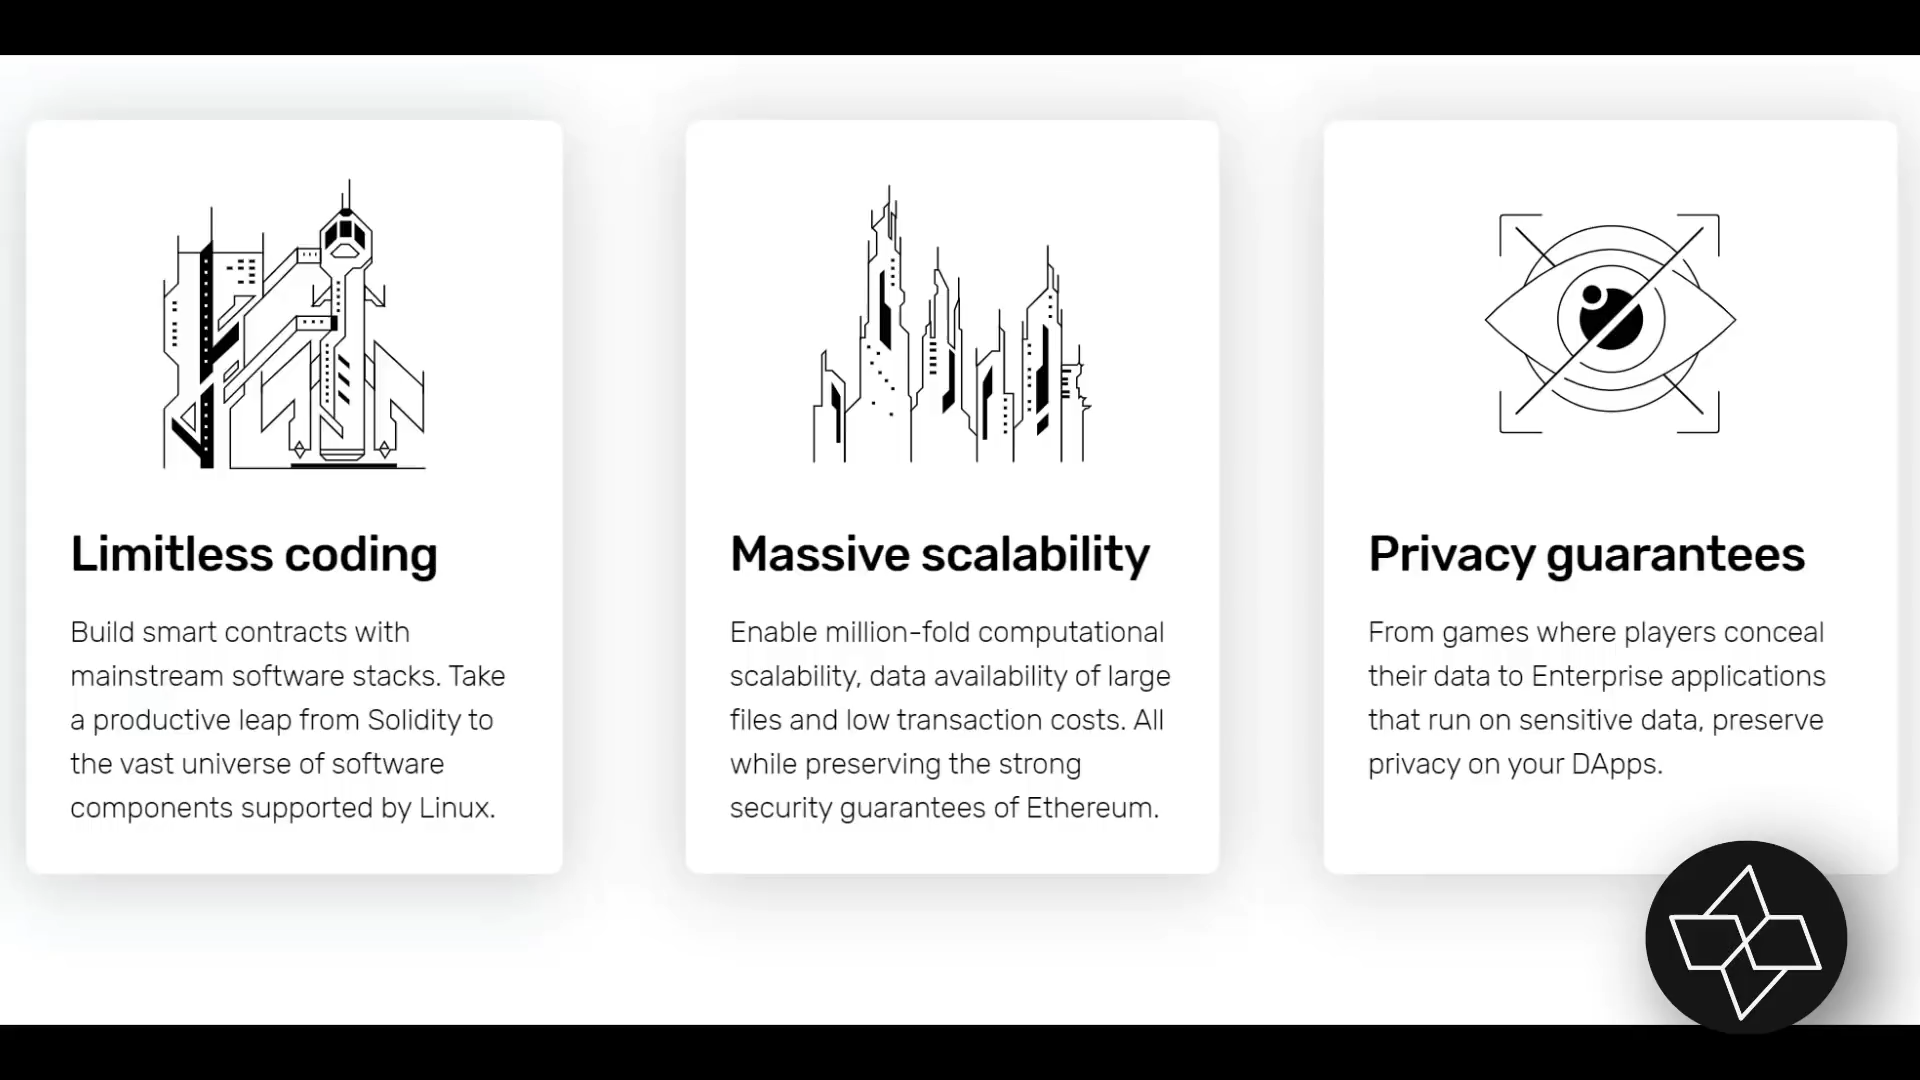 Limitless coding
Build smart contracts with
mainstream software stacks. Take
a productive leap from Solidity to
the vast universe of software
components supported by Linux.
Massive scalability
Enable million-fold computational
scalability, data availability of large
files and low transaction costs. All
while preserving the strong
security guarantees of Ethereum.
Privacy guarantees
From games where players conceal
their data to Enterprise applications
that run on sensitive data, preserve
privacy on your DApps.